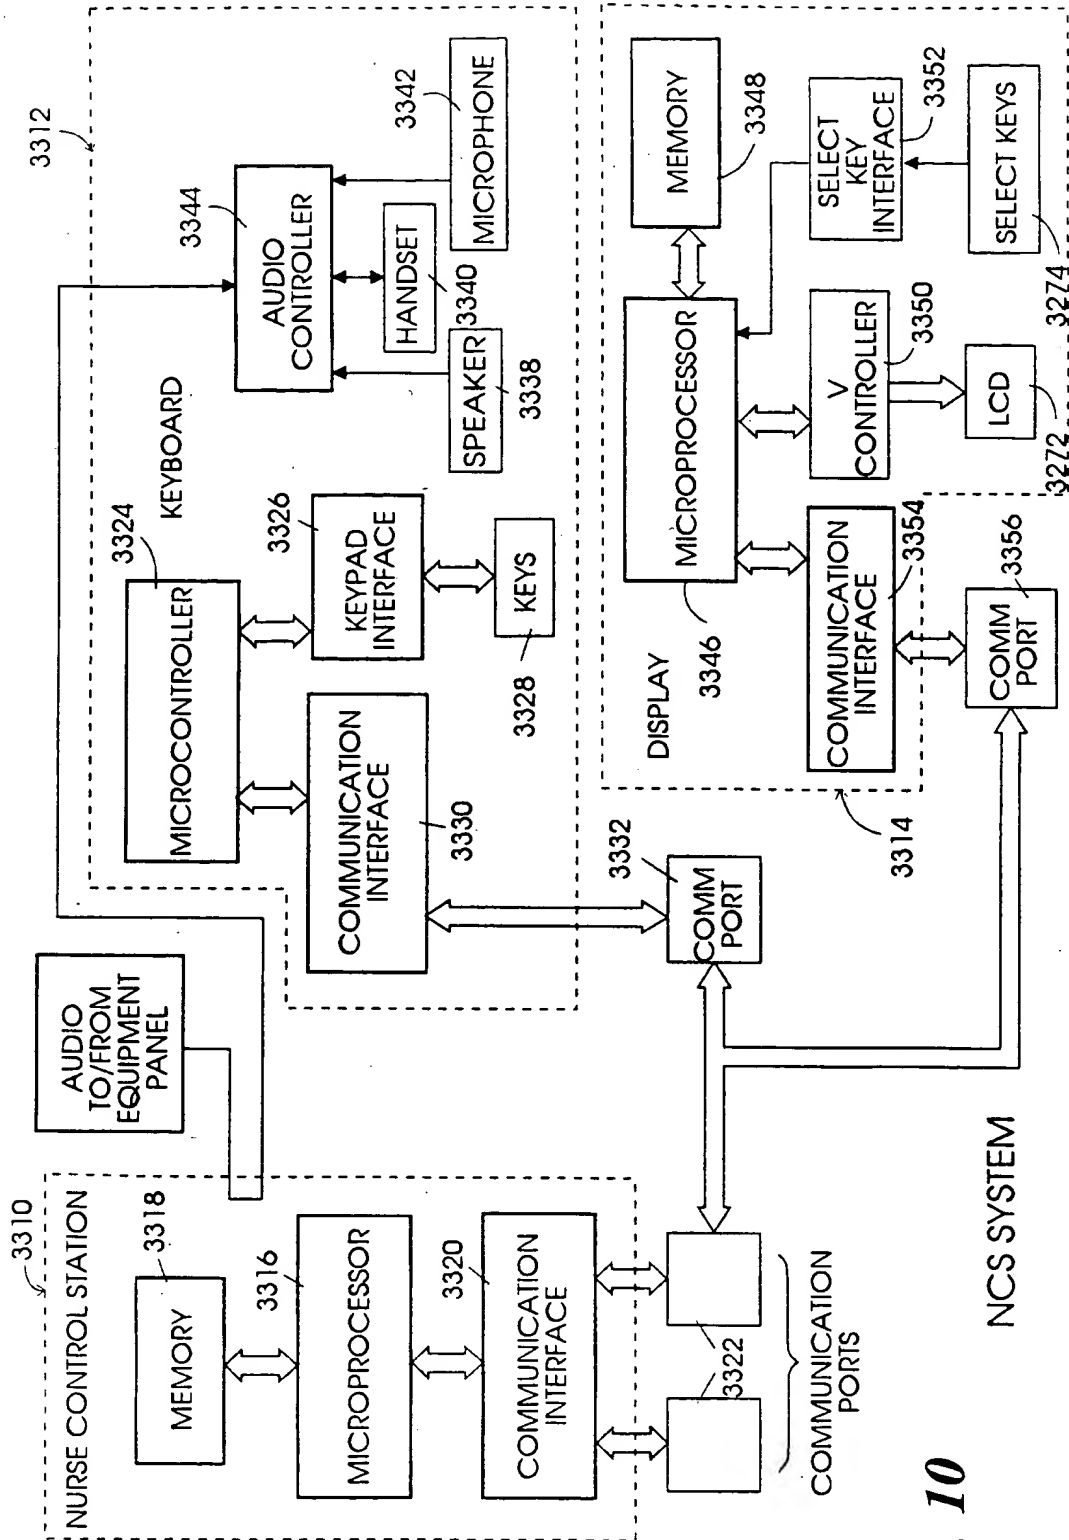 3310
NURSE CONTROL STATION
3318
MEMORY
3316
MICROPROCESSOR
3320
COMMUNICATION
INTERFACE
3322
COMMUNICATION
PORTS
AUDIO
TO/FROM
EQUIPMENT
PANEL
3312
KEYBOARD
3324
MICROCONTROLLER
3326
KEYPAD
INTERFACE
3328
KEYS
COMMUNICATION
INTERFACE
3330
3344
AUDIO
CONTROLLER
SPEAKER
3338
HANDSET
3340
MICROPHONE
3342
3332
COMM
PORT
DISPLAY
3314
3346
MICROPROCESSOR
MEMORY
3348
COMMUNICATION
INTERFACE
3354
V
CONTROLLER
3350
SELECT
KEY
INTERFACE
3352
LCD
3272
SELECT KEYS
3274
COMM
PORT
3356
NCS SYSTEM
10